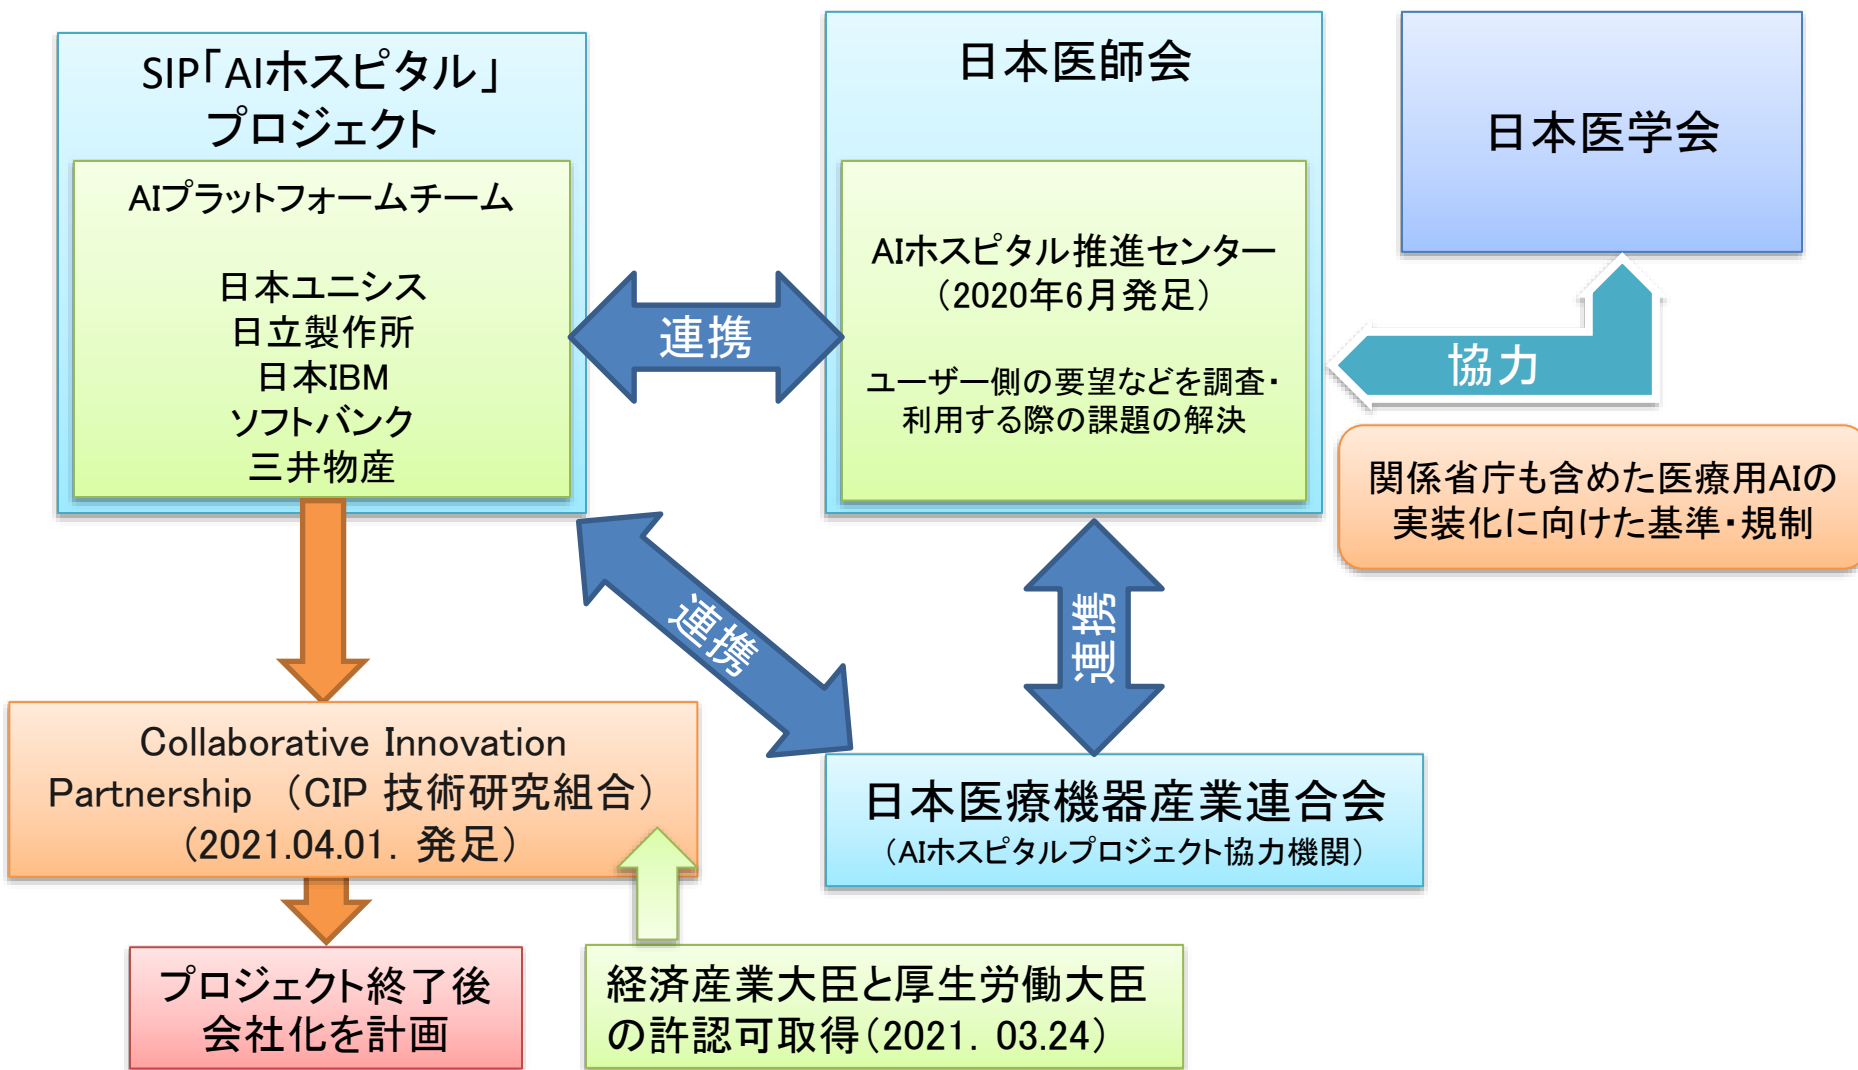 SIP「AIホスピタル」
プロジェクト
AIプラットフォームチーム
日本ユニシス
日立製作所
日本IBM
ソフトバンク
三井物産
連携
日本医師会
AIホスピタル推進センター
（2020年6月発足）
ユーザー側の要望などを調査・
利用する際の課題の解決
日本医学会
協力
関係省庁も含めた医療用AIの
実装化に向けた基準・規制
連携
連携
Collaborative Innovation
Partnership （CIP 技術研究組合）
（2021.04.01. 発足）
日本医療機器産業連合会
（AIホスピタルプロジェクト協力機関）
プロジェクト終了後
会社化を計画
経済産業大臣と厚生労働大臣
の許認可取得（2021. 03.24）